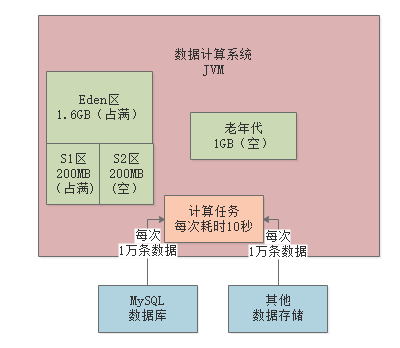 数据计算系统
JVM
Eden区
1.6GB（占满）
老年代
1GB（空）
S1区
200MB
（占满）
S2区
200MB
（空）
计算任务
每次耗时10秒
每次
1万条数据
每次
1万条数据
MySQL
数据库
其他
数据存储